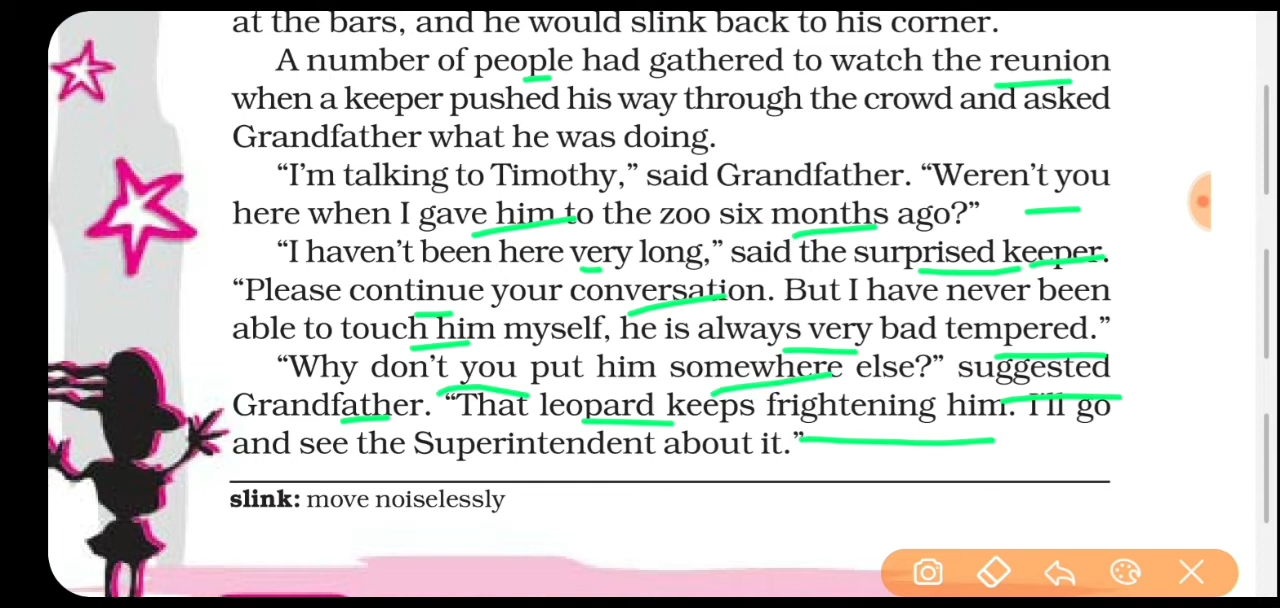 at the bars, and he would slink back to his corner.
A number of people had gathered to watch the reunion
when a keeper pushed his way through the crowd and asked
Grandfather what he was doing.
“I’m talking to Timothy,” said Grandfather. “Weren’t you
here when I gave him to the zoo six months ago?”
“I haven’t been here very long,” said the surprised keeper.
“Please continue your conversation. But I have never been
able to touch him myself, he is always very bad tempered.”
“Why don’t you put him somewhere else?” suggested
Grandfather. “That leopard keeps frightening him. I’ll go
and see the Superintendent about it.”
slink: move noiselessly